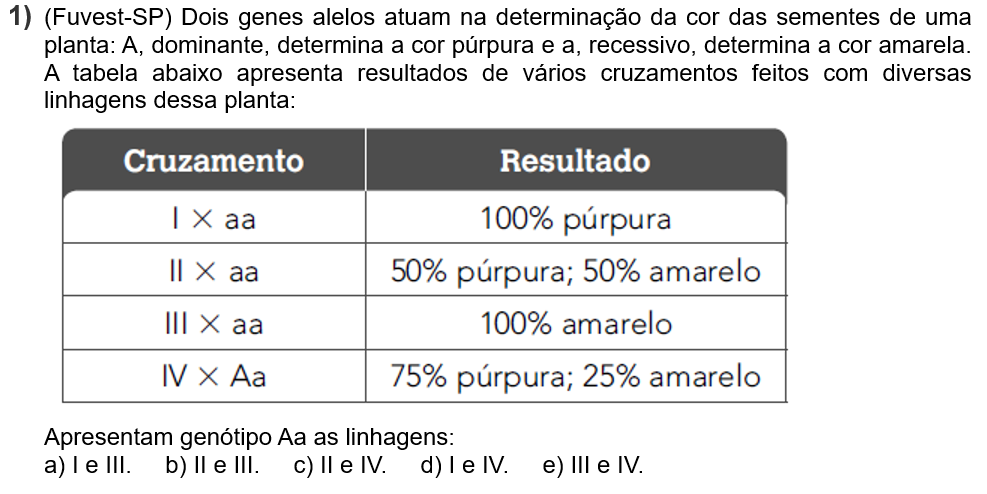 1) (Fuvest-SP) Dois genes alelos atuam na determinação da cor das sementes de uma
planta: A, dominante, determina a cor púrpura e a, recessivo, determina a cor amarela.
A tabela abaixo apresenta resultados de vários cruzamentos feitos com diversas
linhagens dessa planta:
Cruzamento Resultado
I × aa 100% púrpura
II × aa 50% púrpura; 50% amarelo
III × aa 100% amarelo
IV × Aa 75% púrpura; 25% amarelo
Apresentam genótipo Aa as linhagens:
a) I e III. b) II e III. c) II e IV. d) I e IV. e) III e IV.